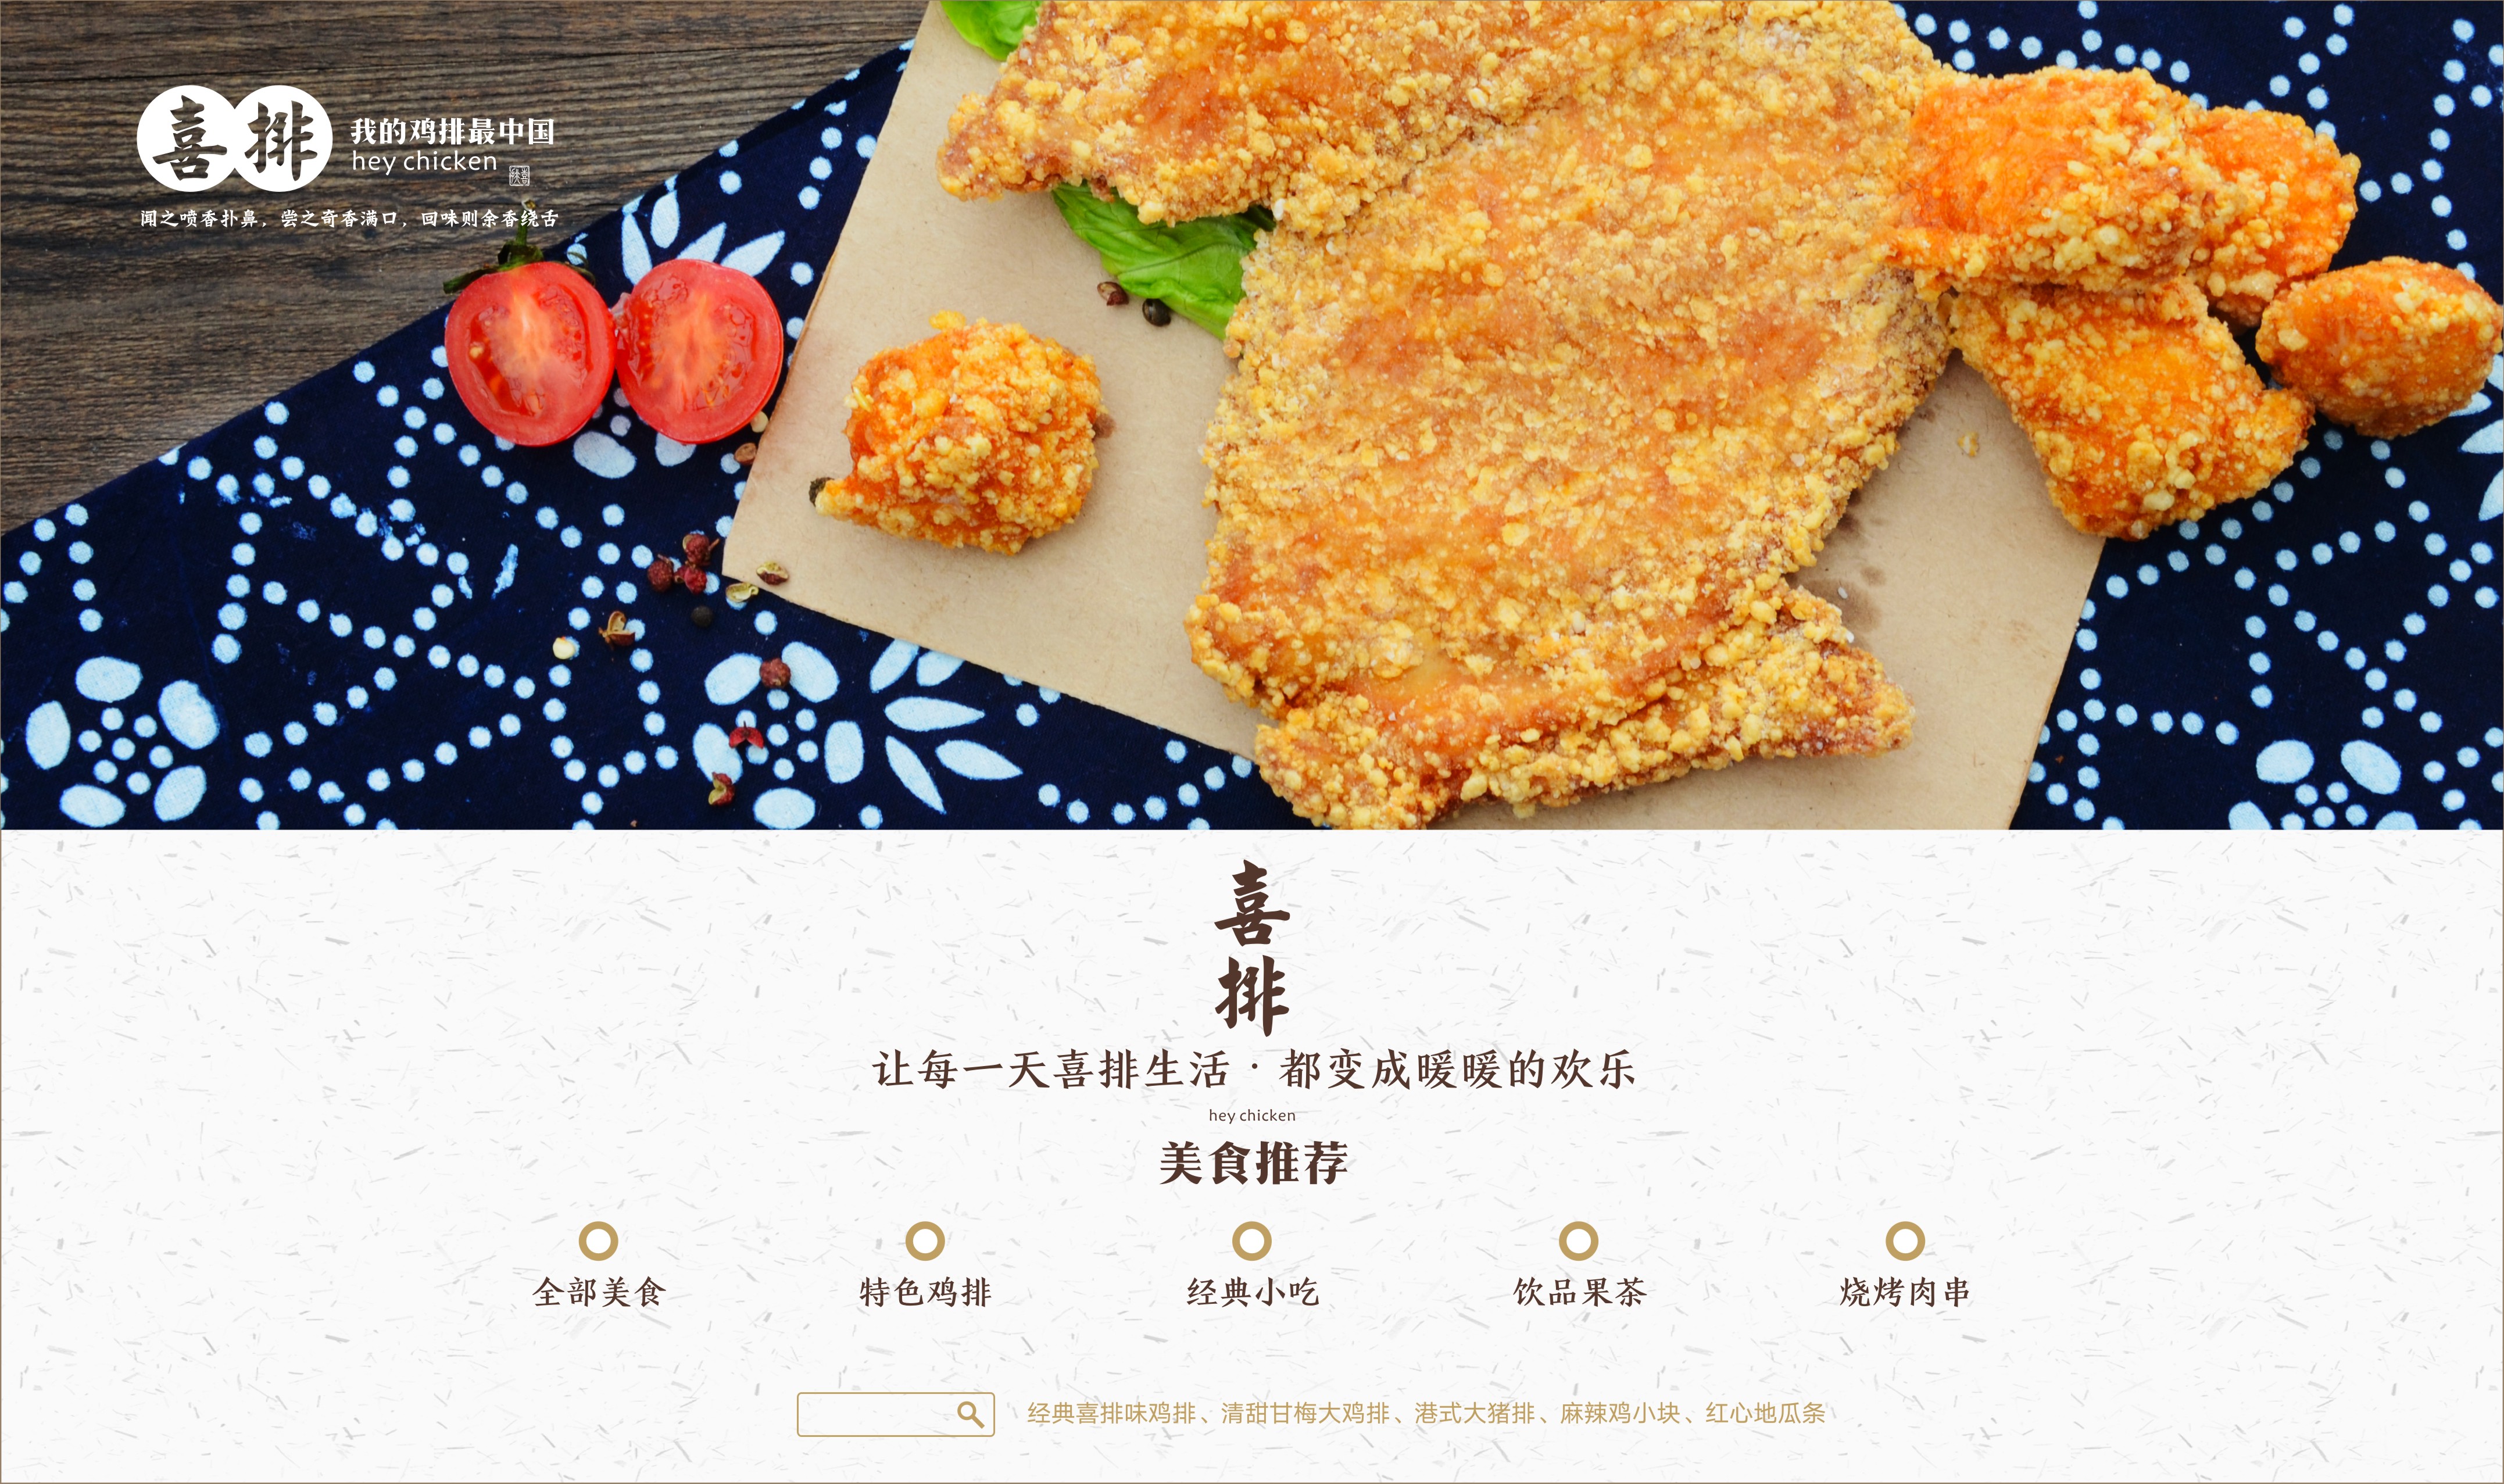 喜排
我的鸡排最中国
hey chicken
闻之喷香扑鼻，尝之奇香满口，回味则余香绕舌
喜
排
让每一天喜排生活·都变成暖暖的欢乐
hey chicken
美食推荐
全部美食
特色鸡排
经典小吃
饮品果茶
烧烤肉串
经典喜排味鸡排、清甜甘梅大鸡排、港式大猪排、麻辣鸡小块、红心地瓜条